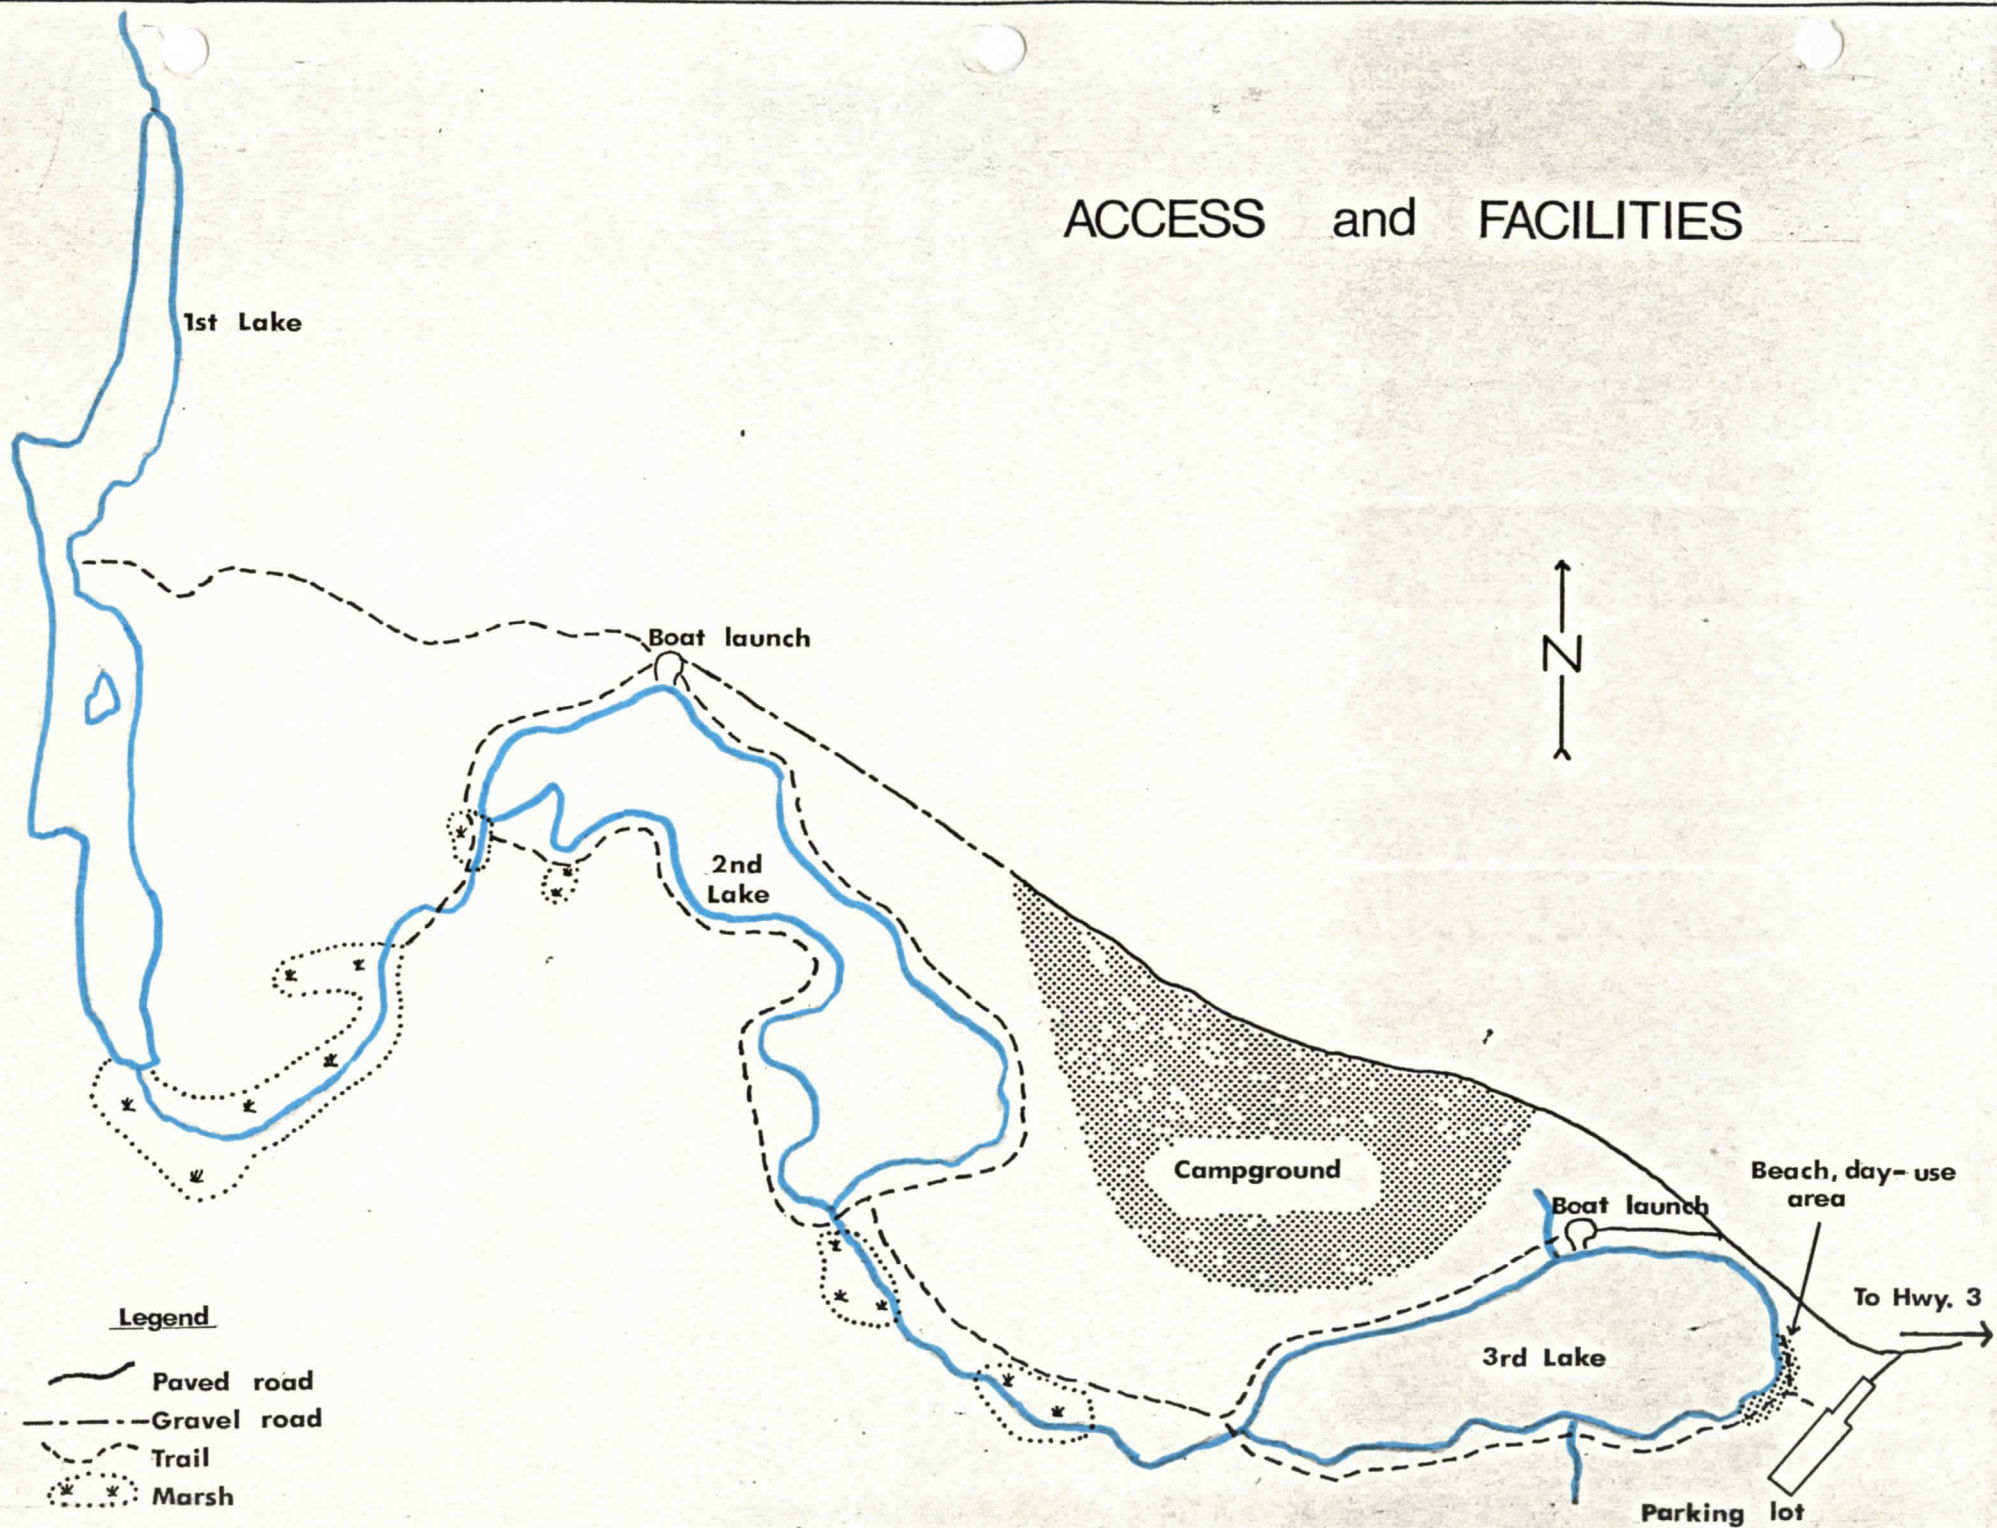 ACCESS and FACILITIES
1st Lake
N
Boat launch
2nd
Lake
Campground
Boat launch
Beach, day-use
area
To Hwy. 3
3rd Lake
Parking lot
Legend
Paved road
Gravel road
Trail
Marsh